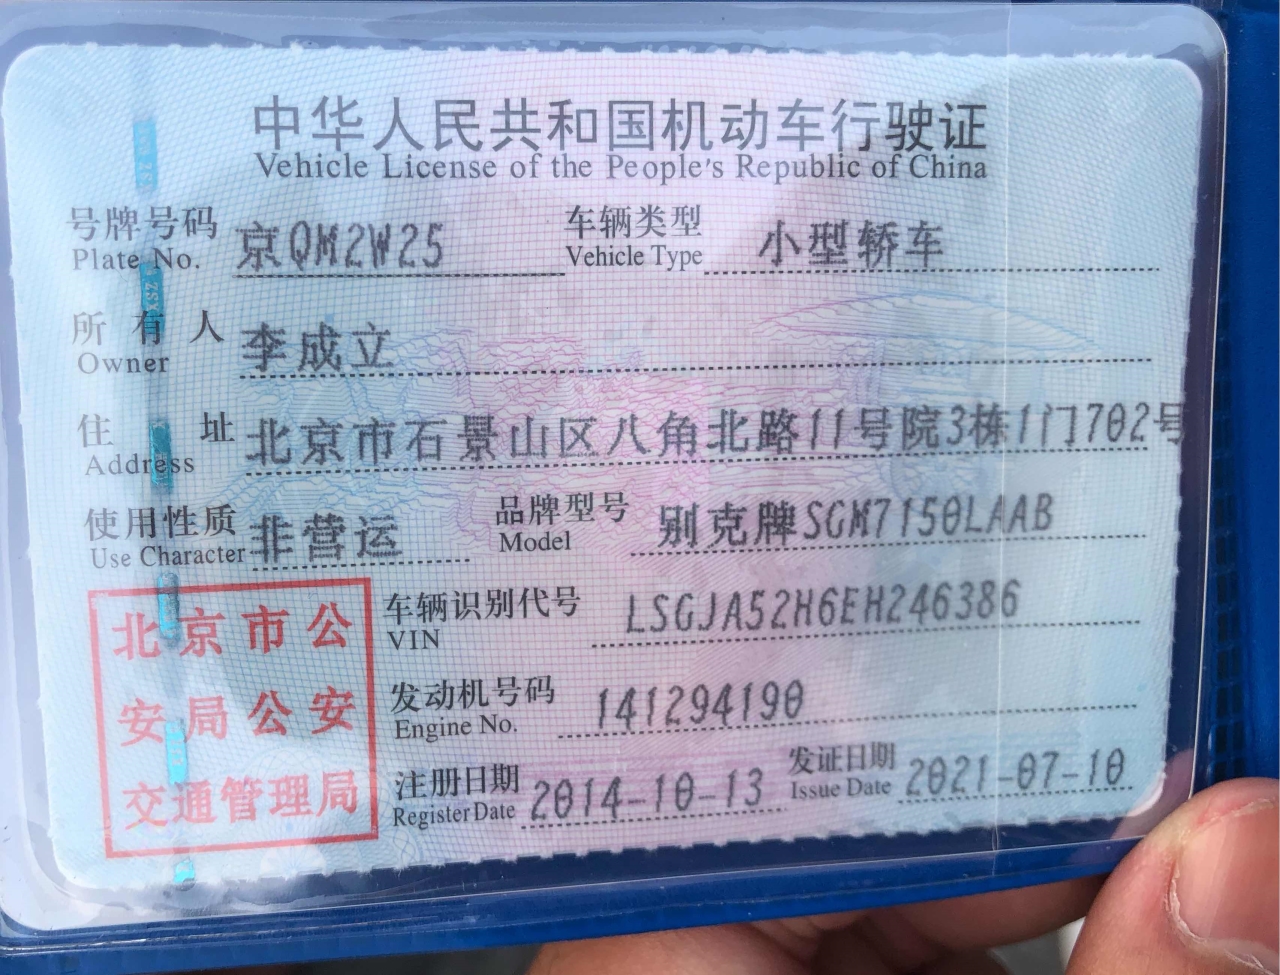 中华人民共和国机动车行驶证
Vehicle License of the People's Republic of China
号牌号码 京QM2W25 车辆类型 小型轿车
Plate No. Vehicle Type
所有人 李成立
Owner
住址 北京市石景山区八角北路11号院3栋1门702号
Address
使用性质 非营运 品牌型号 别克牌SGM7150LAAB
Use Character Model
车辆识别代号 LSGJA52H6EH246386
VIN
发动机号码 141294190
Engine No.
注册日期 2014-10-13 发证日期 2021-07-10
Register Date Issue Date
北京市公
安局公安
交通管理局